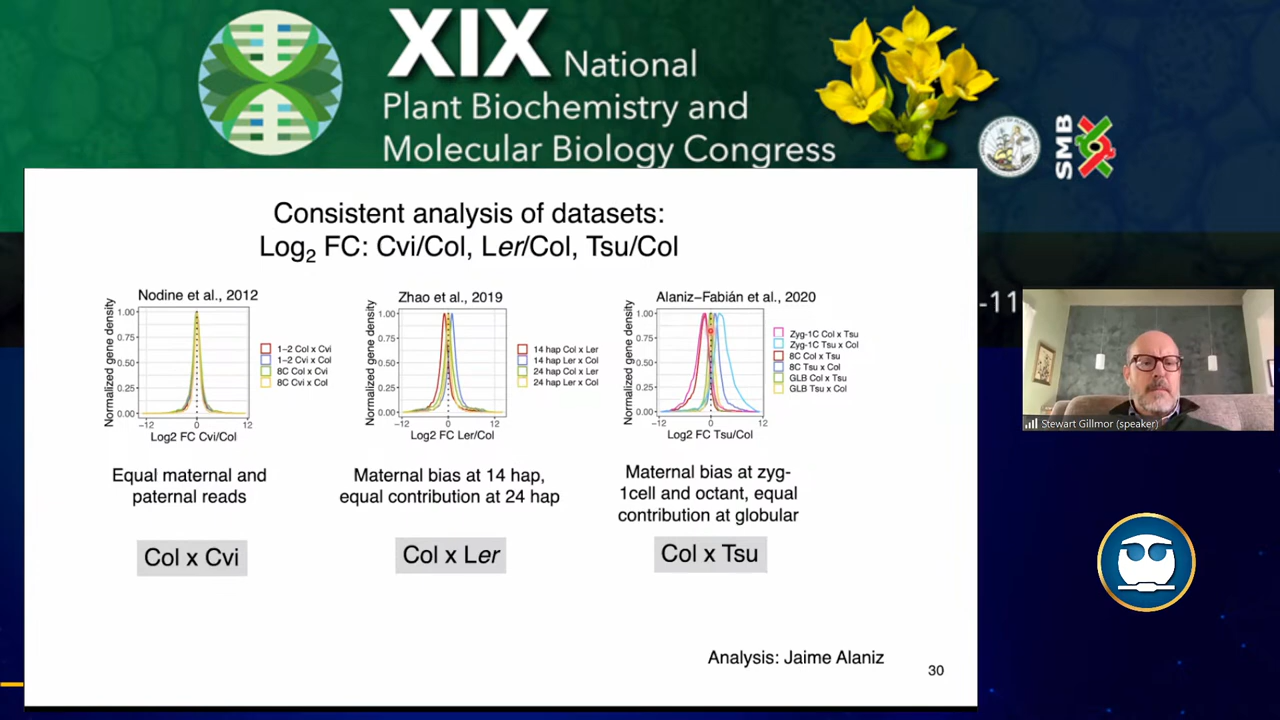 XIX National
Plant Biochemistry and
Molecular Biology Congress
SMB
-11
Consistent analysis of datasets:
Log2 FC: Cvi/Col, Ler/Col, Tsu/Col
Nodine et al., 2012
Normalized gene density
1.00
0.75
0.50
0.25
0.00
−12 0 12
Log2 FC Cvi/Col
1−2 Col x Cvi
1−2 Cvi x Col
8C Col x Cvi
8C Cvi x Col
Equal maternal and
paternal reads
Col x Cvi
Zhao et al., 2019
Normalized gene density
1.00
0.75
0.50
0.25
0.00
−12 0 12
Log2 FC Ler/Col
14 hap Col x Ler
14 hap Ler x Col
24 hap Col x Ler
24 hap Ler x Col
Maternal bias at 14 hap,
equal contribution at 24 hap
Col x Ler
Alaniz−Fabián et al., 2020
Normalized gene density
1.00
0.75
0.50
0.25
0.00
−12 0 12
Log2 FC Tsu/Col
Zyg-1C Col x Tsu
Zyg-1C Tsu x Col
8C Col x Tsu
8C Tsu x Col
GLB Col x Tsu
GLB Tsu x Col
Maternal bias at zyg-
1cell and octant, equal
contribution at globular
Col x Tsu
Analysis: Jaime Alaniz
30
Stewart Gillmor (speaker)